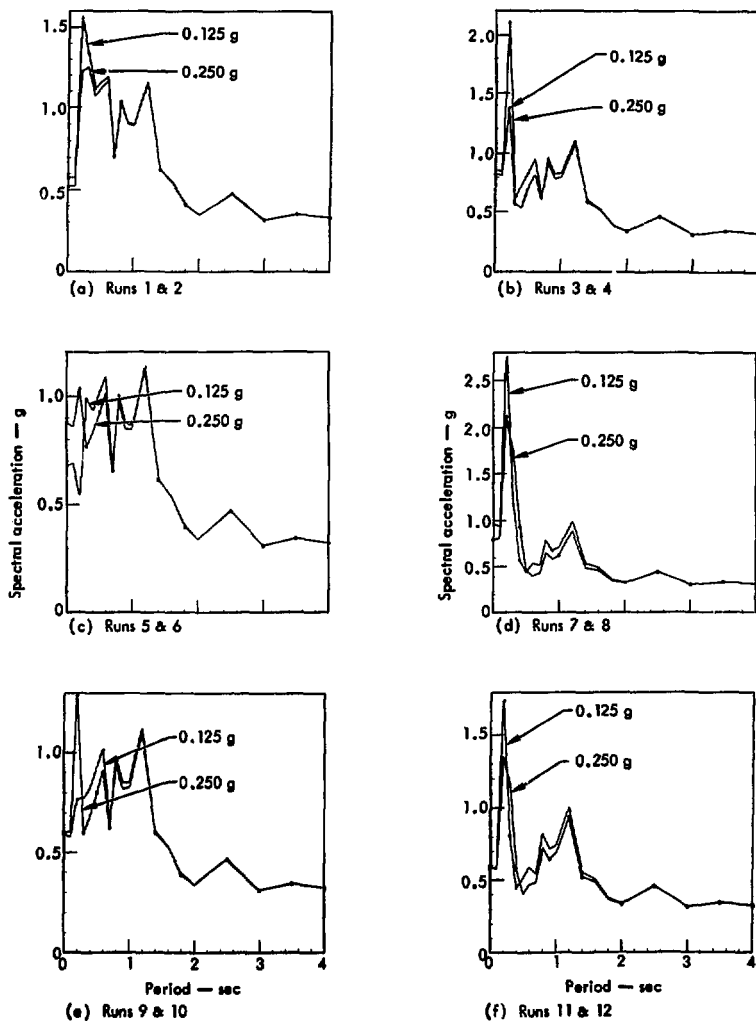 0.125 g
0.250 g
1.5
1.0
0.5
0
(a) Runs 1 & 2
0.125 g
0.250 g
2.0
1.5
1.0
0.5
0
(b) Runs 3 & 4
Spectral acceleration — g
0.125 g
0.250 g
1.0
0.5
0
(c) Runs 5 & 6
Spectral acceleration — g
0.125 g
0.250 g
2.5
2.0
1.5
1.0
0.5
0
(d) Runs 7 & 8
0.125 g
0.250 g
1.0
0.5
0
0 1 2 3 4
Period — sec
(e) Runs 9 & 10
0.125 g
0.250 g
1.5
1.0
0.5
0
0 1 2 3 4
Period — sec
(f) Runs 11 & 12